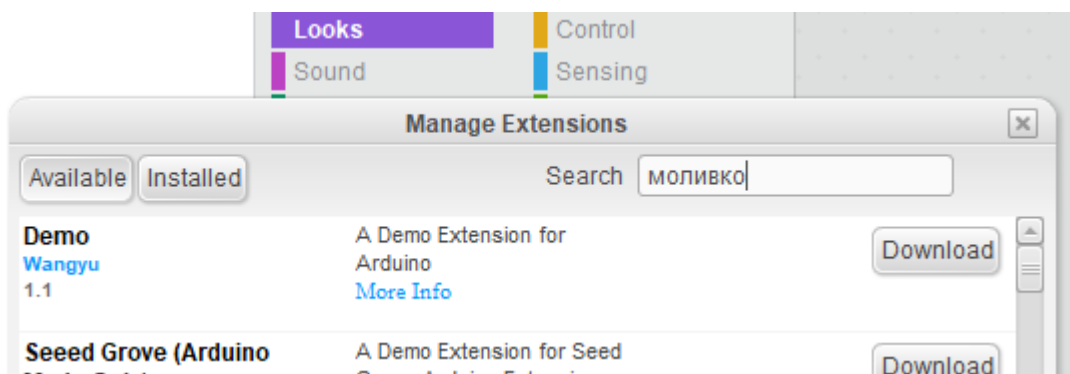 Looks Control
Sound Sensing
Manage Extensions
Available Installed Search моливко
Demo A Demo Extension for
Wangyu Arduino Download
1.1 More Info
Seeed Grove (Arduino A Demo Extension for Seed
Download